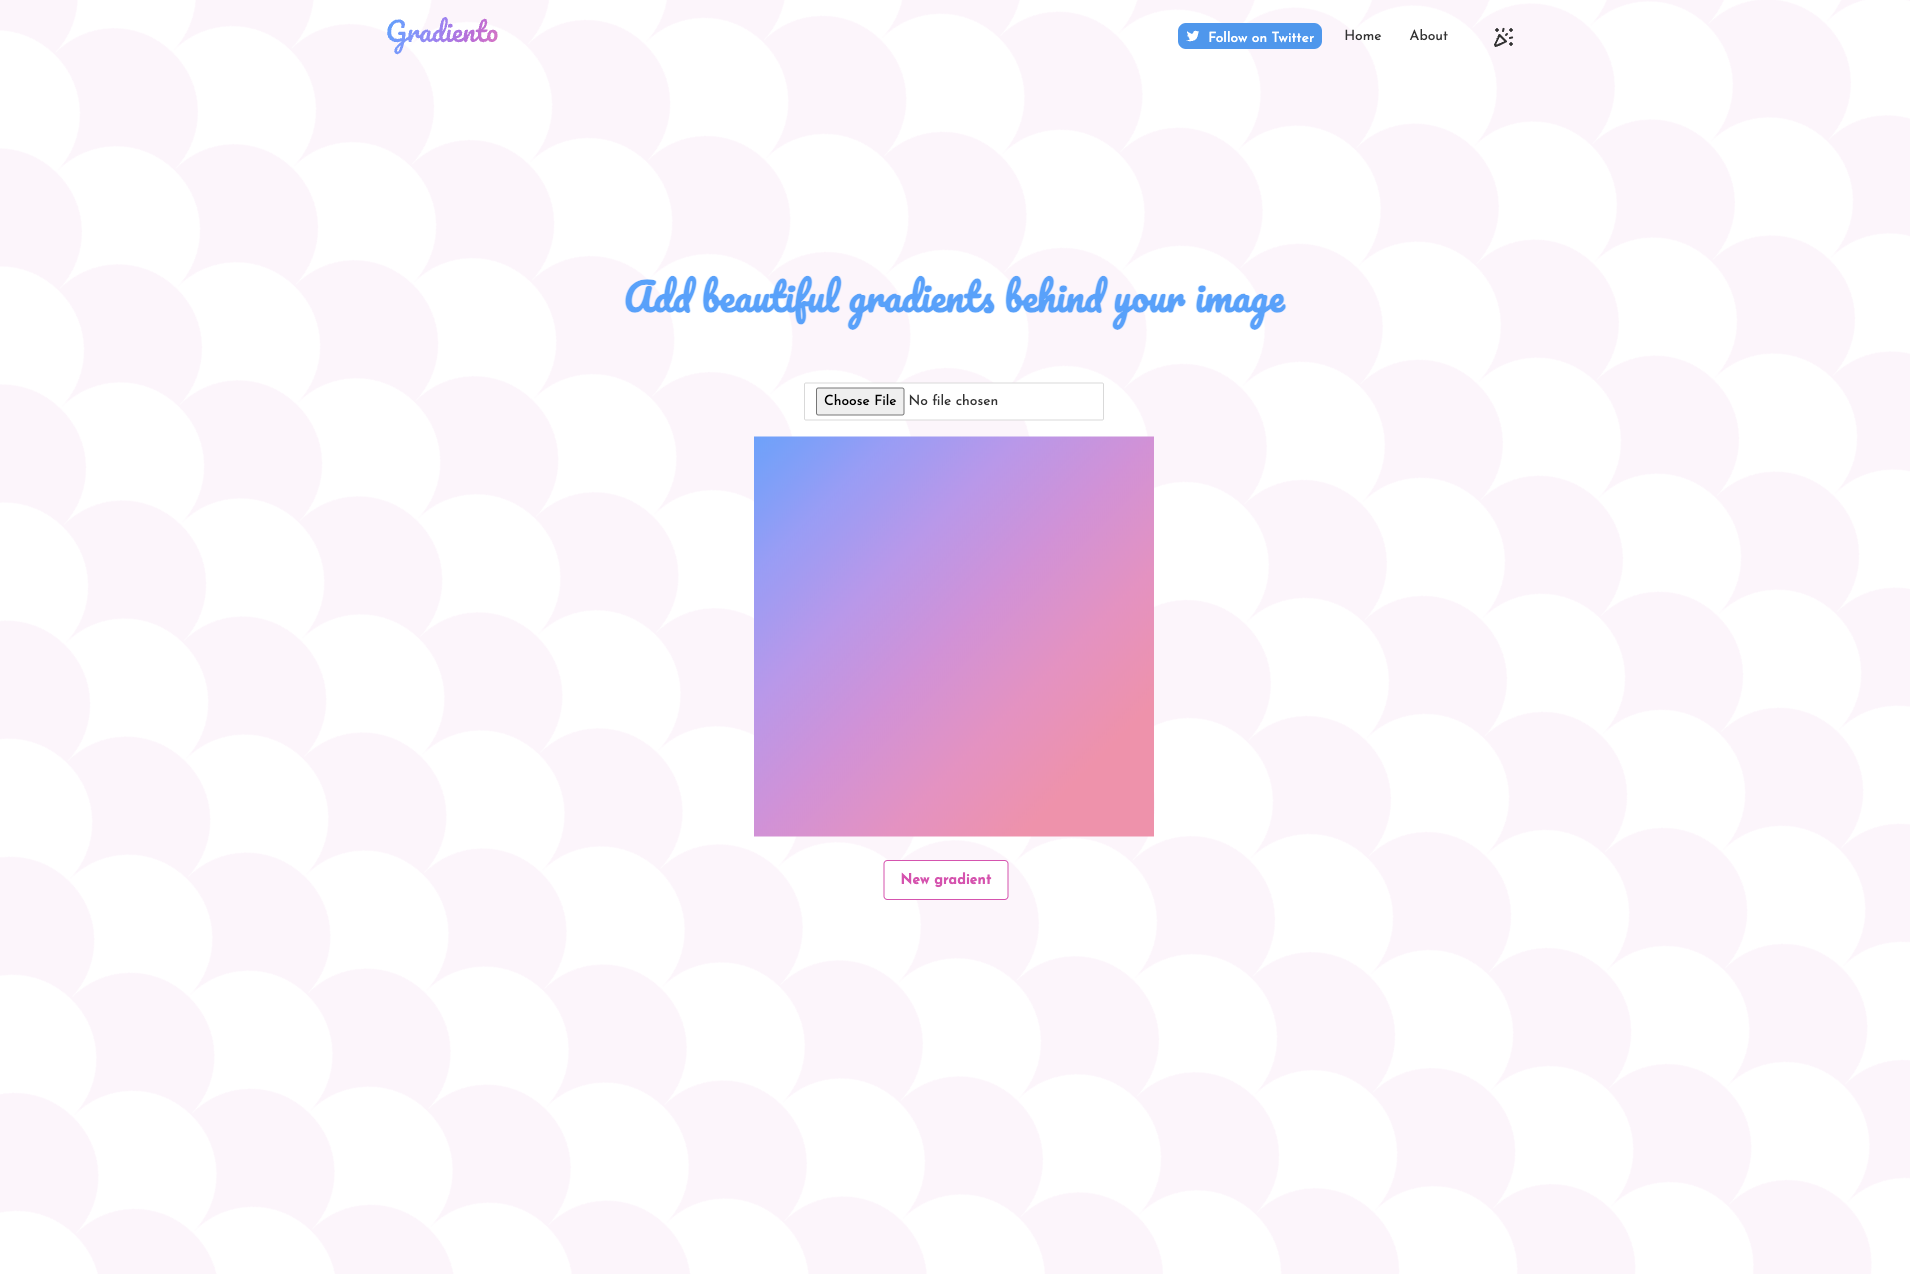 Gradiento
Follow on Twitter
Home
About
Add beautiful gradients behind your image
Choose File No file chosen
New gradient